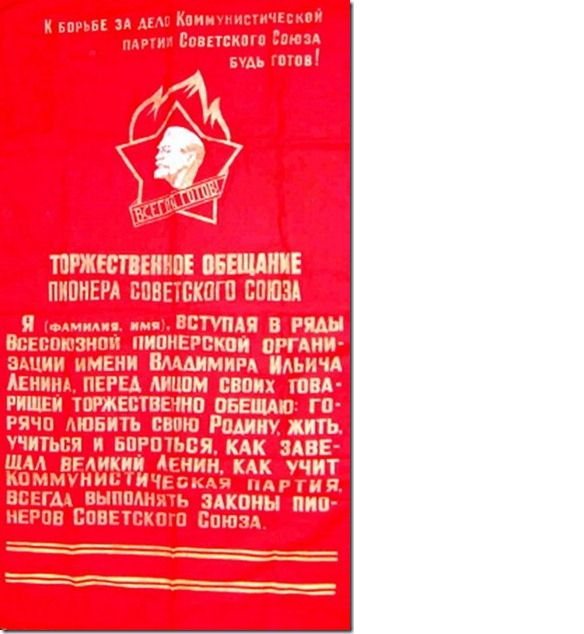 К борьбе за дело Коммунистической
партии Советского Союза
будь готов!
ВСЕГДА ГОТОВ!
ТОРЖЕСТВЕННОЕ ОБЕЩАНИЕ
ПИОНЕРА СОВЕТСКОГО СОЮЗА
Я (фамилия, имя), вступая в ряды
Всесоюзной пионерской органи-
зации имени Владимира Ильича
Ленина, перед лицом своих това-
рищей торжественно обещаю: го-
рячо любить свою Родину, жить,
учиться и бороться, как заве-
щал великий Ленин, как учит
Коммунистическая партия,
всегда выполнять законы пио-
неров Советского Союза.